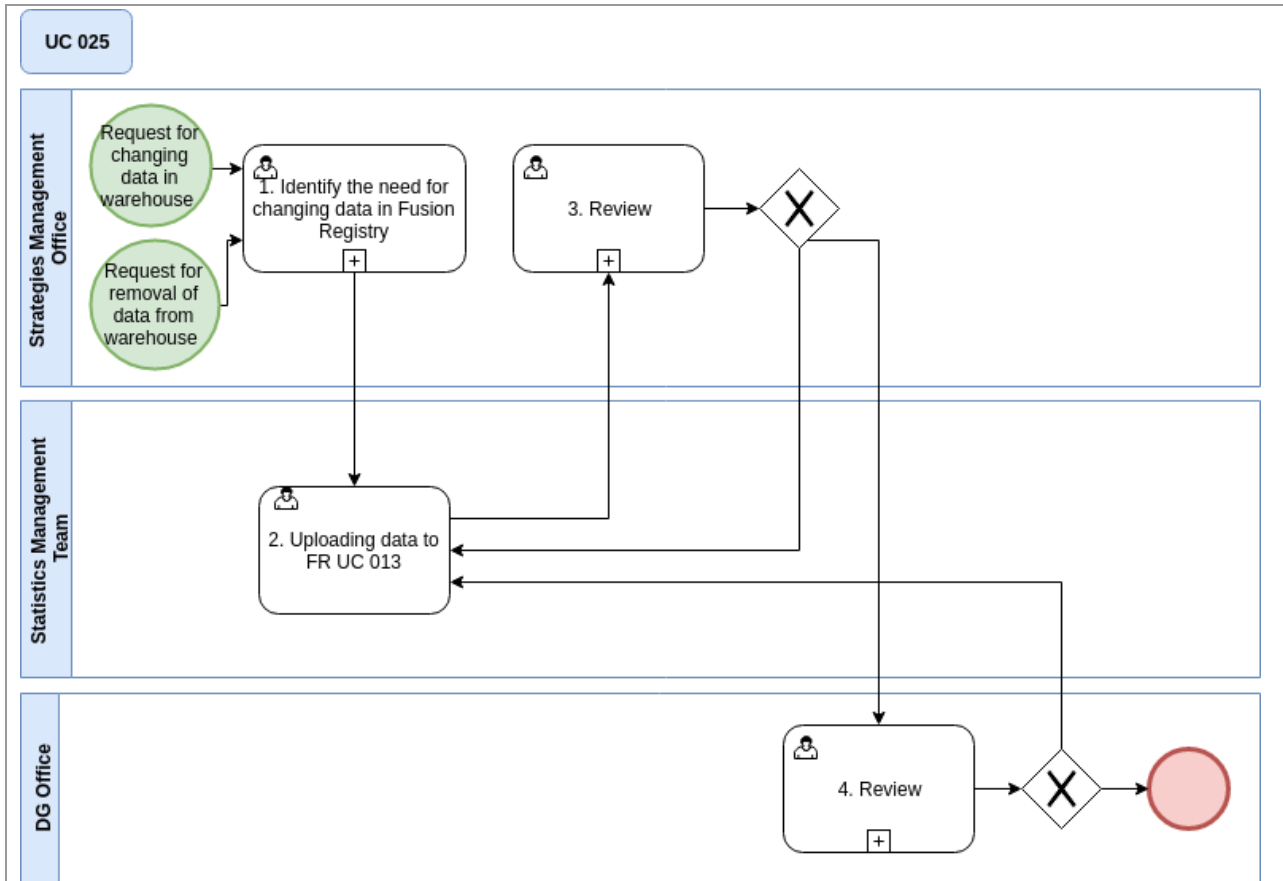 UC 025
Strategies Management
Office
Request for
changing
data in
warehouse
Request for
removal of
data from
warehouse
1. Identify the need for
changing data in Fusion
Registry
3. Review
Statistics Management
Team
2. Uploading data to
FR UC 013
DG Office
4. Review